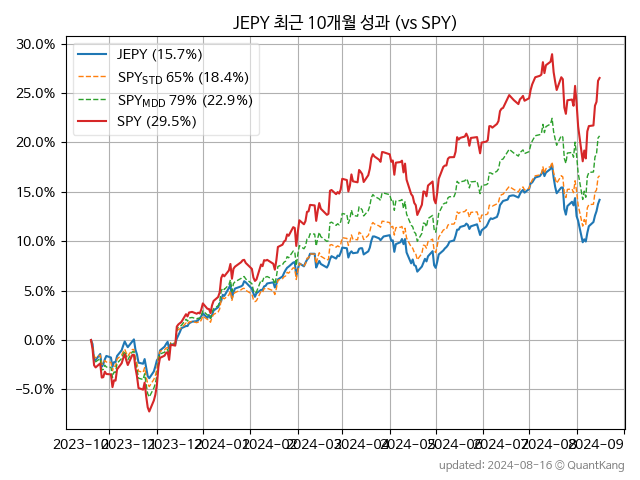 JEPY 최근 10개월 성과 (vs SPY)
JEPY (15.7%)
SPY_STD 65% (18.4%)
SPY_MDD 79% (22.9%)
SPY (29.5%)
30.0%
25.0%
20.0%
15.0%
10.0%
5.0%
0.0%
−5.0%
2023-10 2023-11 2023-12 2024-01 2024-02 2024-03 2024-04 2024-05 2024-06 2024-07 2024-08 2024-09
updated: 2024-08-16 © QuantKang